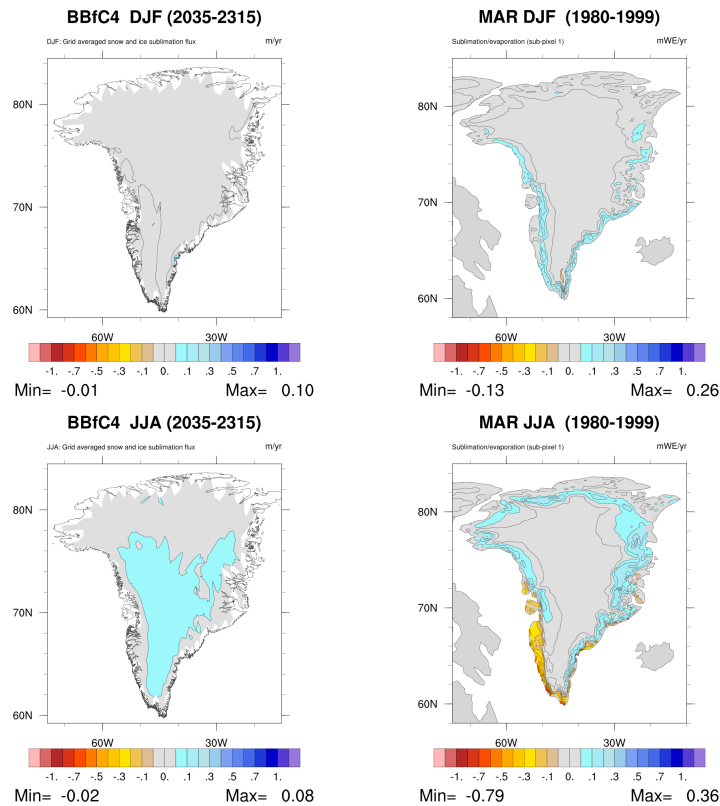 BBfC4 DJF (2035-2315)
DJF: Grid averaged snow and ice sublimation flux m/yr
80N
70N
60N
60W 30W
-1. -.7 -.5 -.3 -.1 0. .1 .3 .5 .7 1.
Min= -0.01 Max= 0.10
MAR DJF (1980-1999)
Sublimation/evaporation (sub-pixel 1) mWE/yr
80N
70N
60N
60W 30W
-1. -.7 -.5 -.3 -.1 0. .1 .3 .5 .7 1.
Min= -0.13 Max= 0.26
BBfC4 JJA (2035-2315)
JJA: Grid averaged snow and ice sublimation flux m/yr
80N
70N
60N
60W 30W
-1. -.7 -.5 -.3 -.1 0. .1 .3 .5 .7 1.
Min= -0.02 Max= 0.08
MAR JJA (1980-1999)
Sublimation/evaporation (sub-pixel 1) mWE/yr
80N
70N
60N
60W 30W
-1. -.7 -.5 -.3 -.1 0. .1 .3 .5 .7 1.
Min= -0.79 Max= 0.36